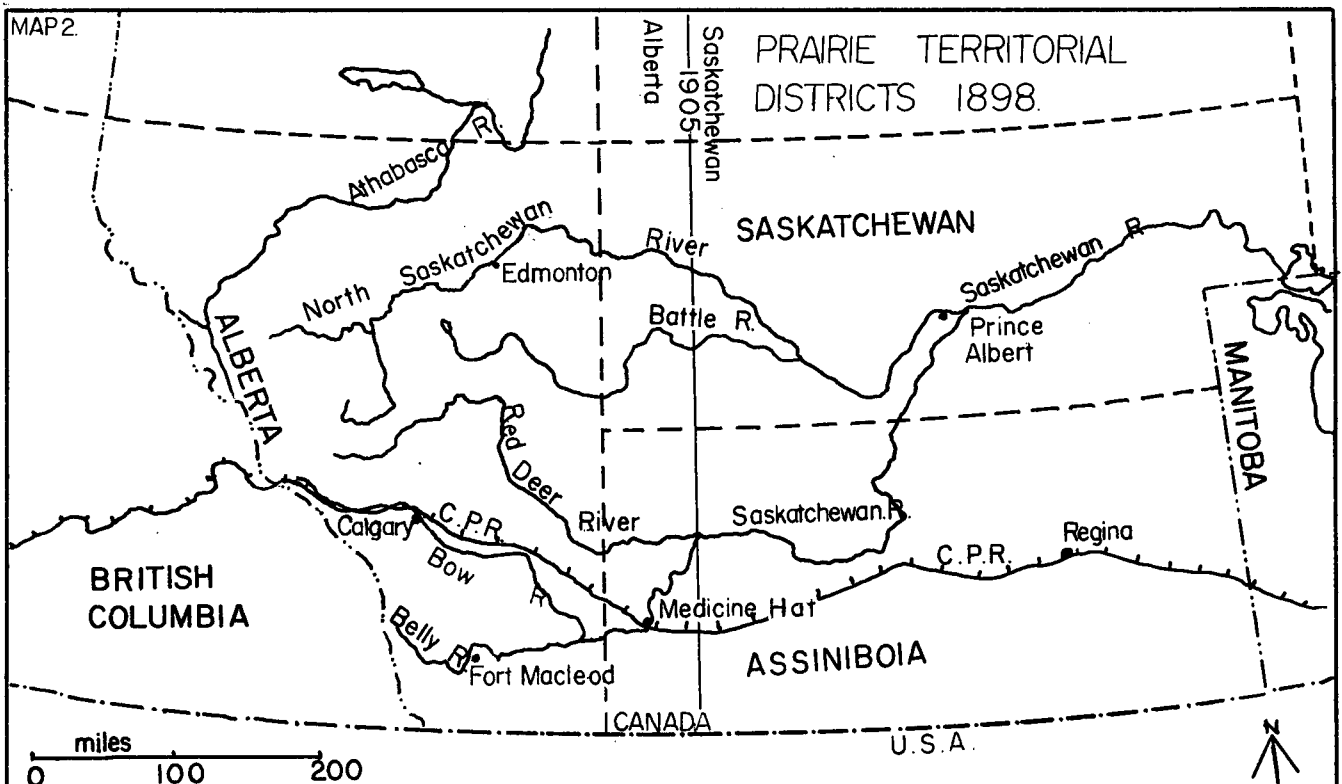 MAP 2.
PRAIRIE TERRITORIAL
DISTRICTS 1898.
Alberta
1905
Saskatchewan
Athabasca R.
SASKATCHEWAN
North Saskatchewan River
Edmonton
Saskatchewan R.
Battle R.
Prince
Albert
ALBERTA
MANITOBA
Red Deer River
Saskatchewan R.
Calgary
C.P.R.
C.P.R.
Regina
Bow R.
BRITISH
COLUMBIA
Medicine Hat
Belly R.
Fort Macleod
ASSINIBOIA
CANADA
U.S.A.
miles
0 100 200
N